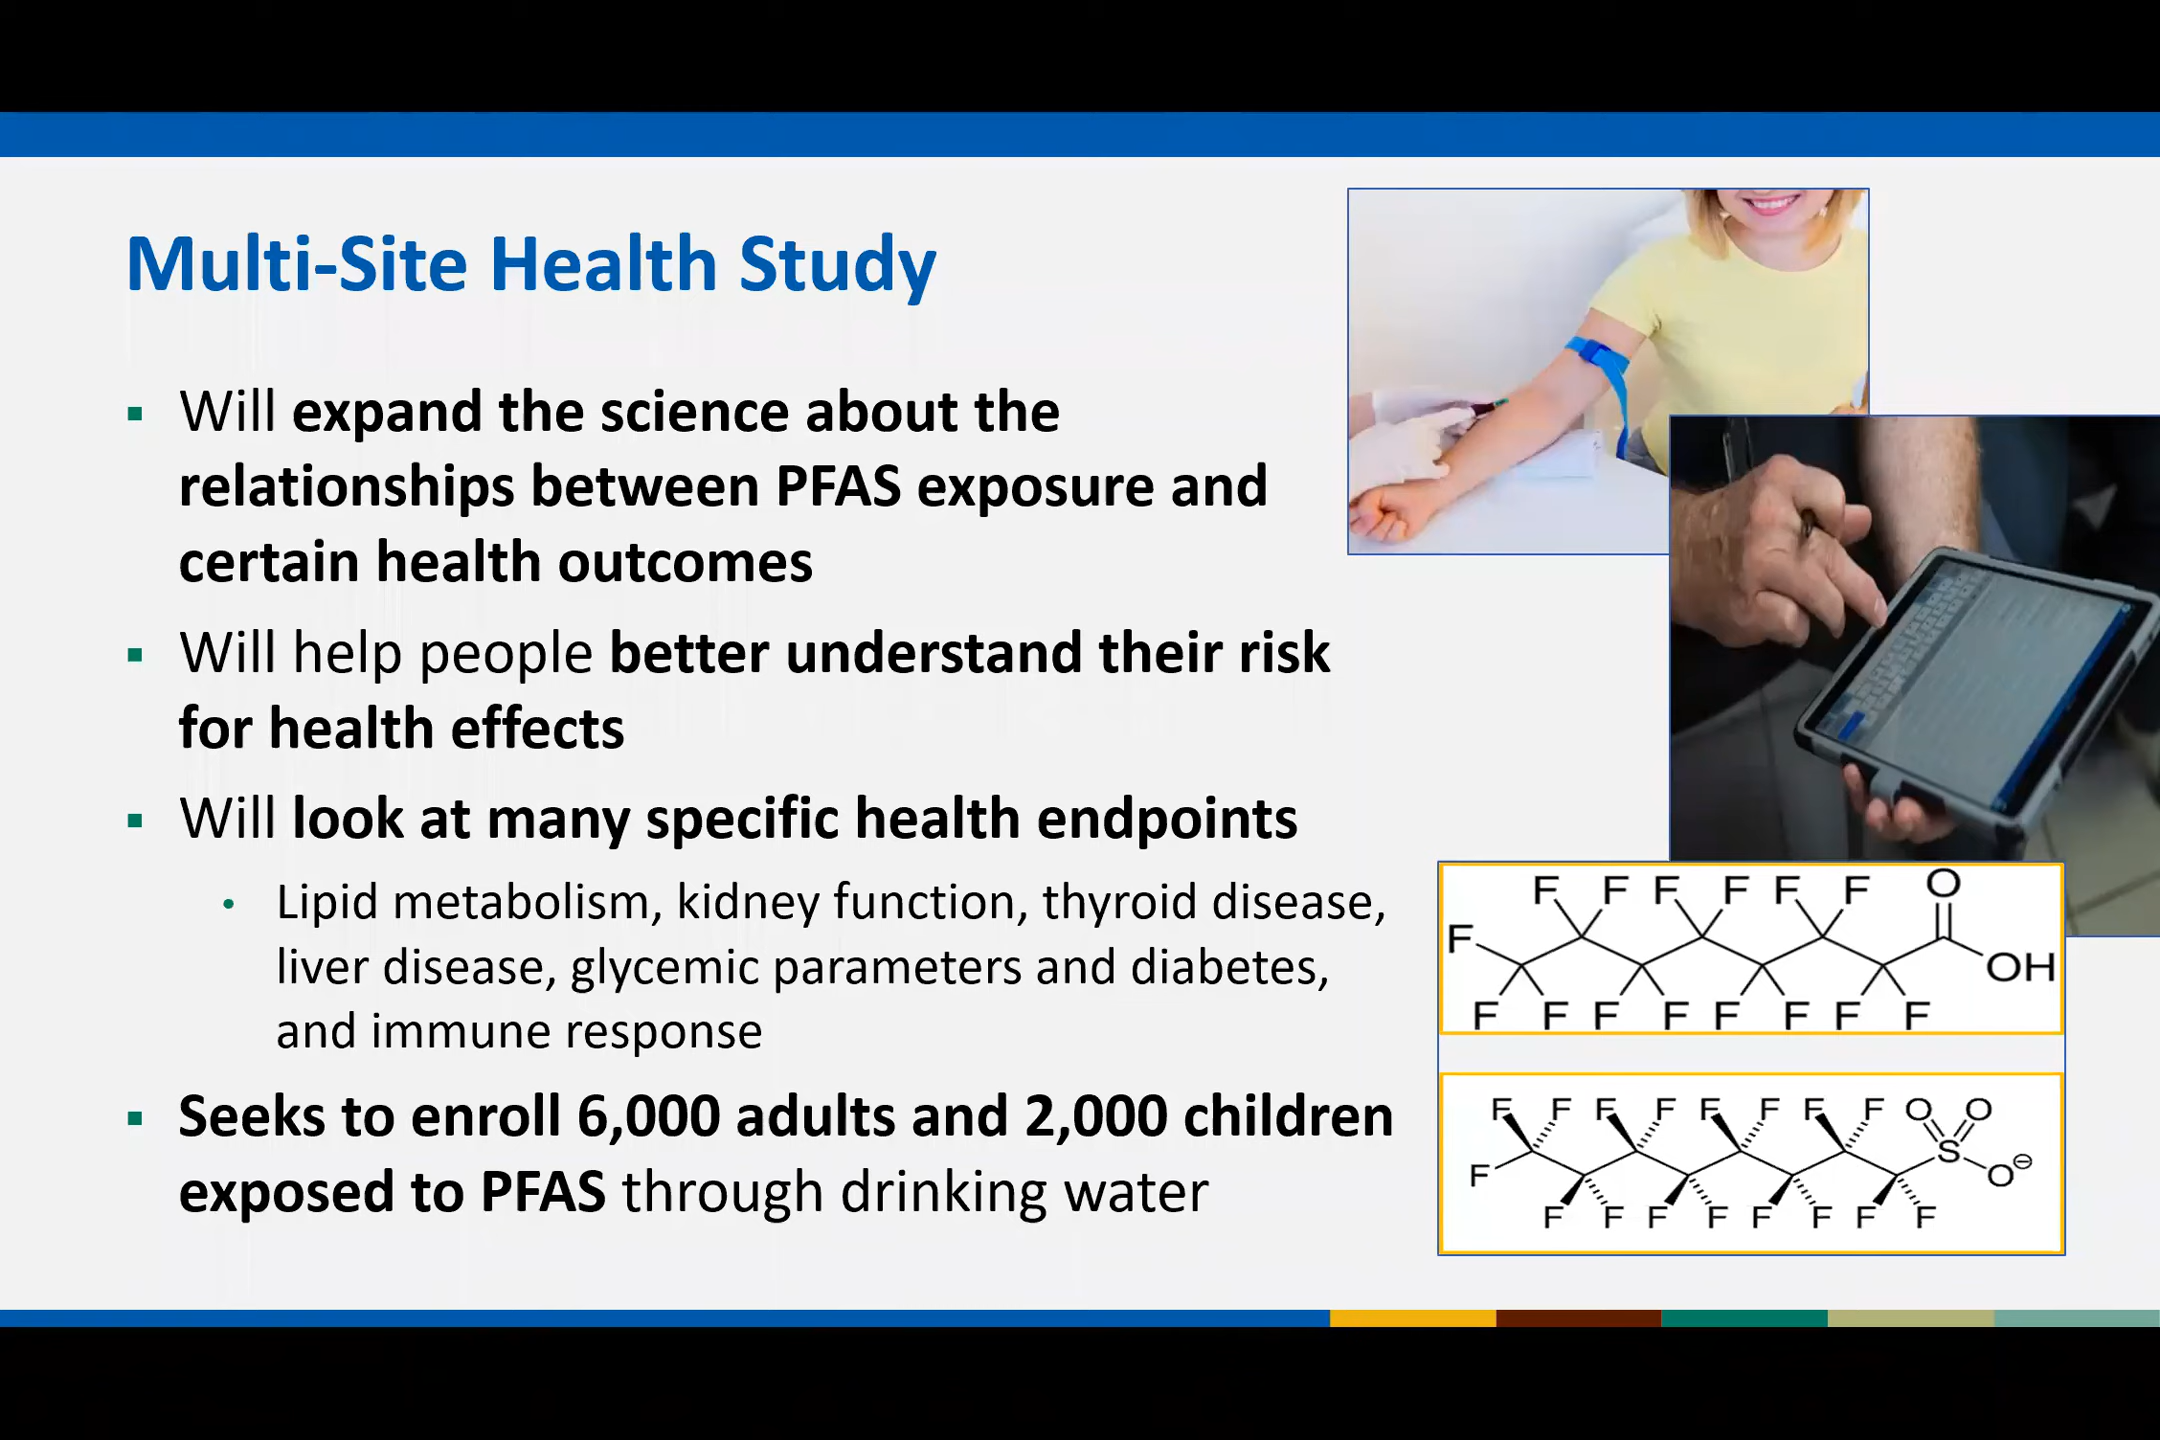 Multi-Site Health Study
▪ Will expand the science about the
relationships between PFAS exposure and
certain health outcomes
▪ Will help people better understand their risk
for health effects
▪ Will look at many specific health endpoints
• Lipid metabolism, kidney function, thyroid disease,
liver disease, glycemic parameters and diabetes,
and immune response
▪ Seeks to enroll 6,000 adults and 2,000 children
exposed to PFAS through drinking water
F F F F F F O
F
OH
F F F F F F F F
F F F F F F F F O O
S
F O⊖
F F F F F F F F